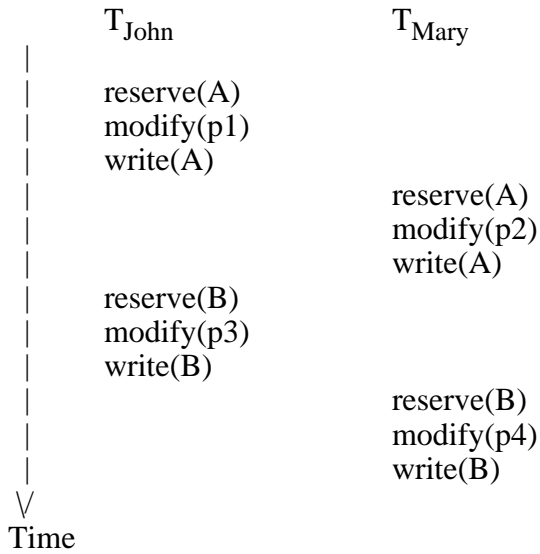 T_John T_Mary
reserve(A)
modify(p1)
write(A)
reserve(A)
modify(p2)
write(A)
reserve(B)
modify(p3)
write(B)
reserve(B)
modify(p4)
write(B)
Time